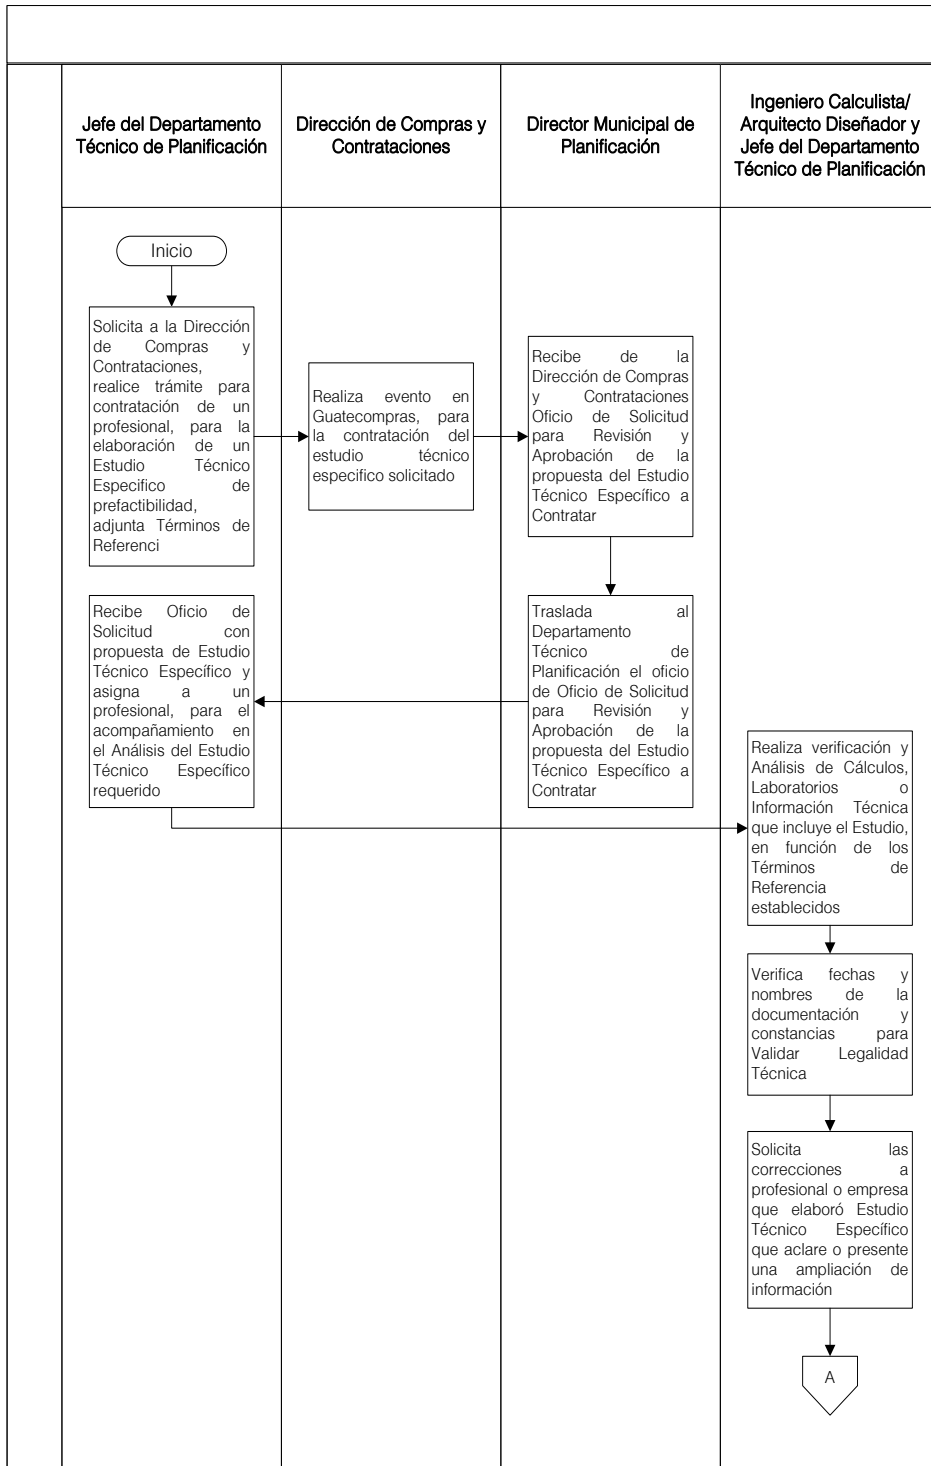 Jefe del Departamento
Técnico de Planificación
Dirección de Compras y
Contrataciones
Director Municipal de
Planificación
Ingeniero Calculista/
Arquitecto Diseñador y
Jefe del Departamento
Técnico de Planificación
Inicio
Solicita a la Dirección
de Compras y
Contrataciones,
realice trámite para
contratación de un
profesional, para la
elaboración de un
Estudio Técnico
Especifico de
prefactibilidad,
adjunta Términos de
Referenci
Realiza evento en
Guatecompras, para
la contratación del
estudio técnico
especifico solicitado
Recibe de la
Dirección de Compras
y Contrataciones
Oficio de Solicitud
para Revisión y
Aprobación de la
propuesta del Estudio
Técnico Específico a
Contratar
Traslada al
Departamento
Técnico de
Planificación el oficio
de Oficio de Solicitud
para Revisión y
Aprobación de la
propuesta del Estudio
Técnico Específico a
Contratar
Recibe Oficio de
Solicitud con
propuesta de Estudio
Técnico Específico y
asigna a un
profesional, para el
acompañamiento en
el Análisis del Estudio
Técnico Específico
requerido
Realiza verificación y
Análisis de Cálculos,
Laboratorios o
Información Técnica
que incluye el Estudio,
en función de los
Términos de
Referencia
establecidos
Verifica fechas y
nombres de la
documentación y
constancias para
Validar Legalidad
Técnica
Solicita las
correcciones a
profesional o empresa
que elaboró Estudio
Técnico Específico
que aclare o presente
una ampliación de
información
A